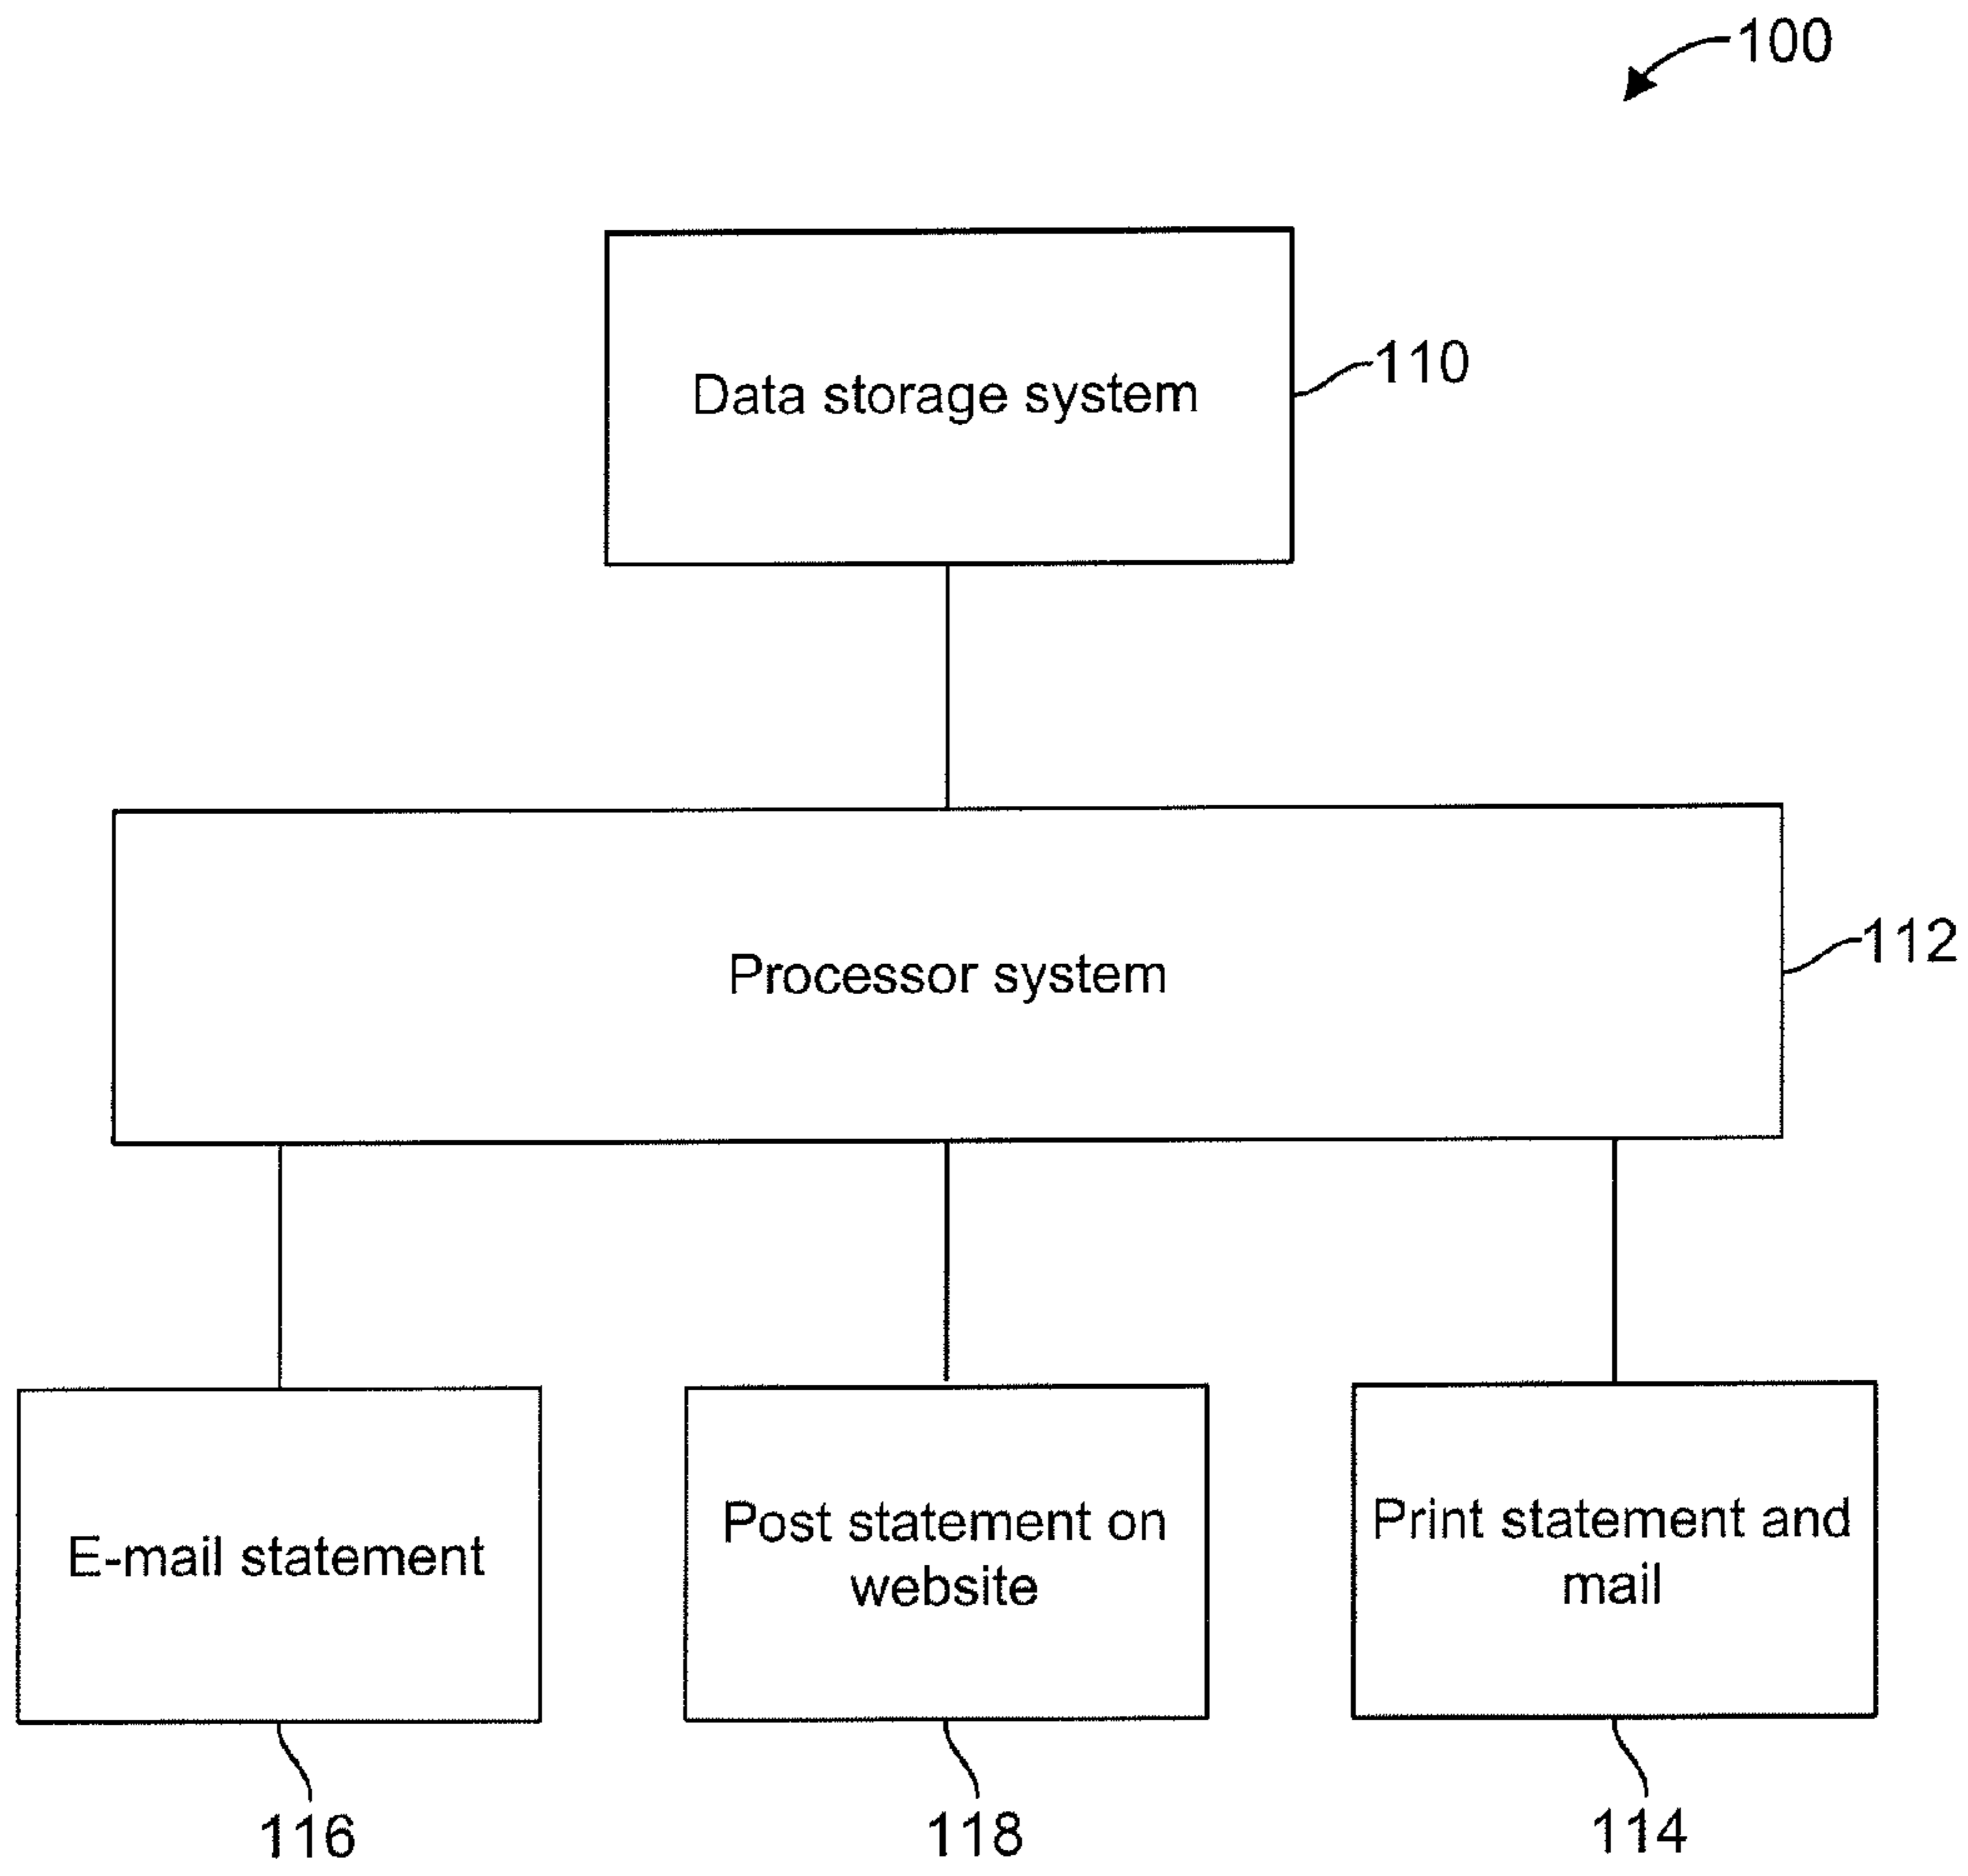 100
Data storage system
110
Processor system
112
E-mail statement
Post statement on
website
Print statement and
mail
116
118
114